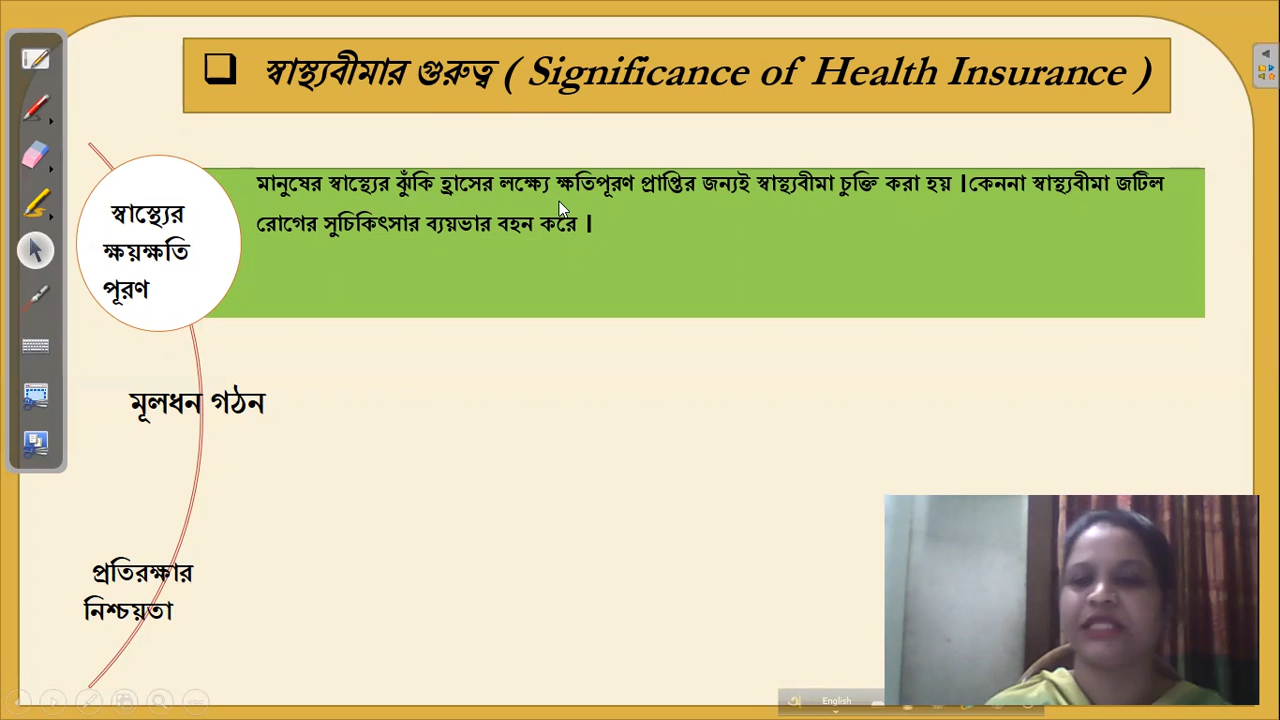 স্বাস্থ্যবীমার গুরুত্ব ( Significance of Health Insurance )
স্বাস্থ্যের
ক্ষয়ক্ষতি
পূরণ
মানুষের স্বাস্থ্যের ঝুঁকি হ্রাসের লক্ষ্যে ক্ষতিপূরণ প্রাপ্তির জন্যই স্বাস্থ্যবীমা চুক্তি করা হয় |কেননা স্বাস্থ্যবীমা জটিল
রোগের সুচিকিৎসার ব্যয়ভার বহন করে |
মূলধন গঠন
প্রতিরক্ষার
নিশ্চয়তা
English